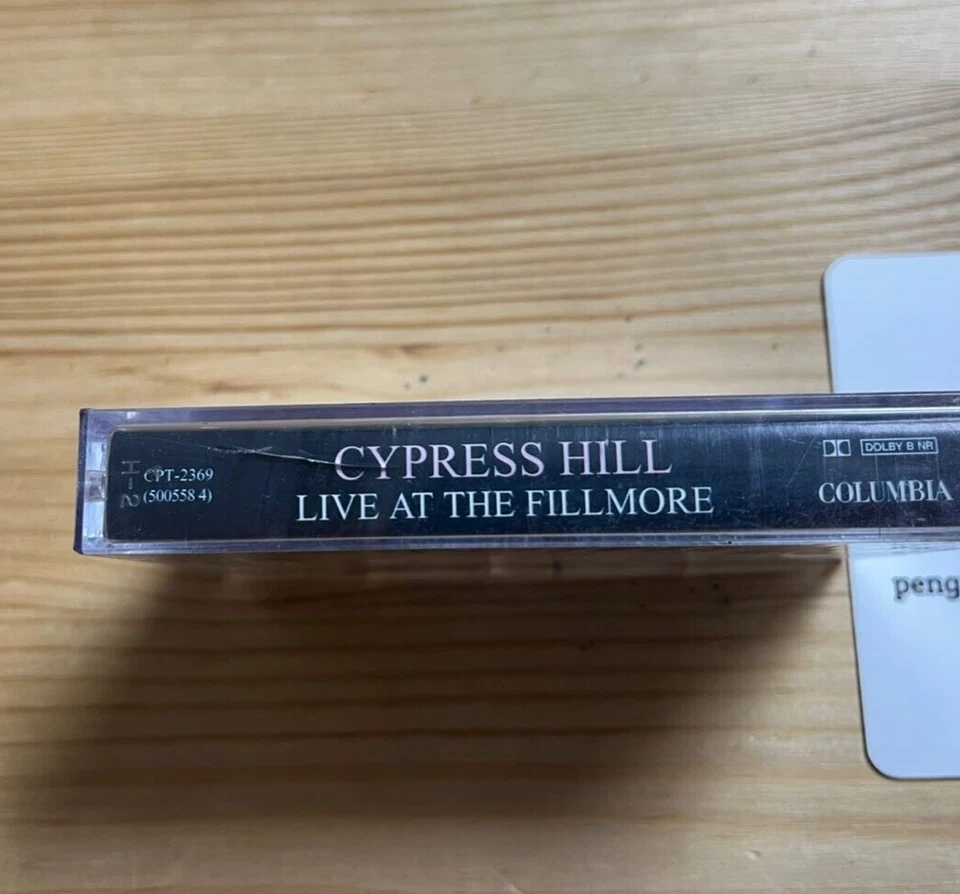 H-2
CPT-2369
(500558 4)
CYPRESS HILL
LIVE AT THE FILLMORE
DOLBY B NR
COLUMBIA
peng